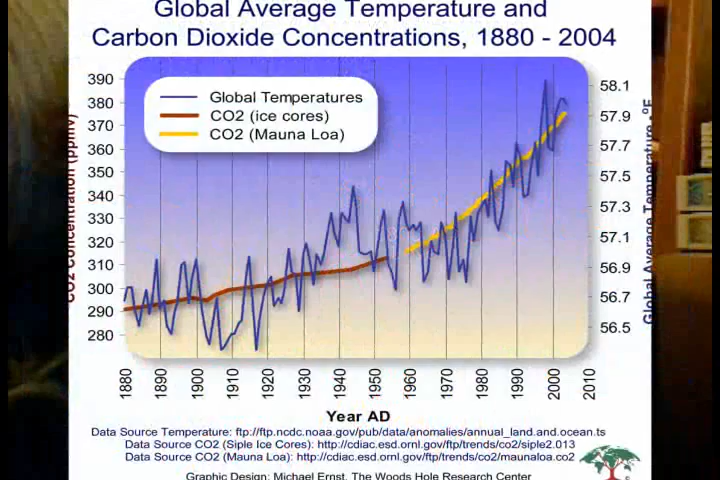 Global Average Temperature and
Carbon Dioxide Concentrations, 1880 - 2004
Global Temperatures
CO2 (ice cores)
CO2 (Mauna Loa)
390
380
370
360
350
340
330
320
310
300
290
280
CO2 Concentration (ppmv)
58.1
57.9
57.7
57.5
57.3
57.1
56.9
56.7
56.5
Global Average Temperature - °F
1880
1890
1900
1910
1920
1930
1940
1950
1960
1970
1980
1990
2000
2010
Year AD
Data Source Temperature: ftp://ftp.ncdc.noaa.gov/pub/data/anomalies/annual_land.and.ocean.ts
Data Source CO2 (Siple Ice Cores): http://cdiac.esd.ornl.gov/ftp/trends/co2/siple2.013
Data Source CO2 (Mauna Loa): http://cdiac.esd.ornl.gov/ftp/trends/co2/maunaloa.co2
Graphic Design: Michael Ernst, The Woods Hole Research Center